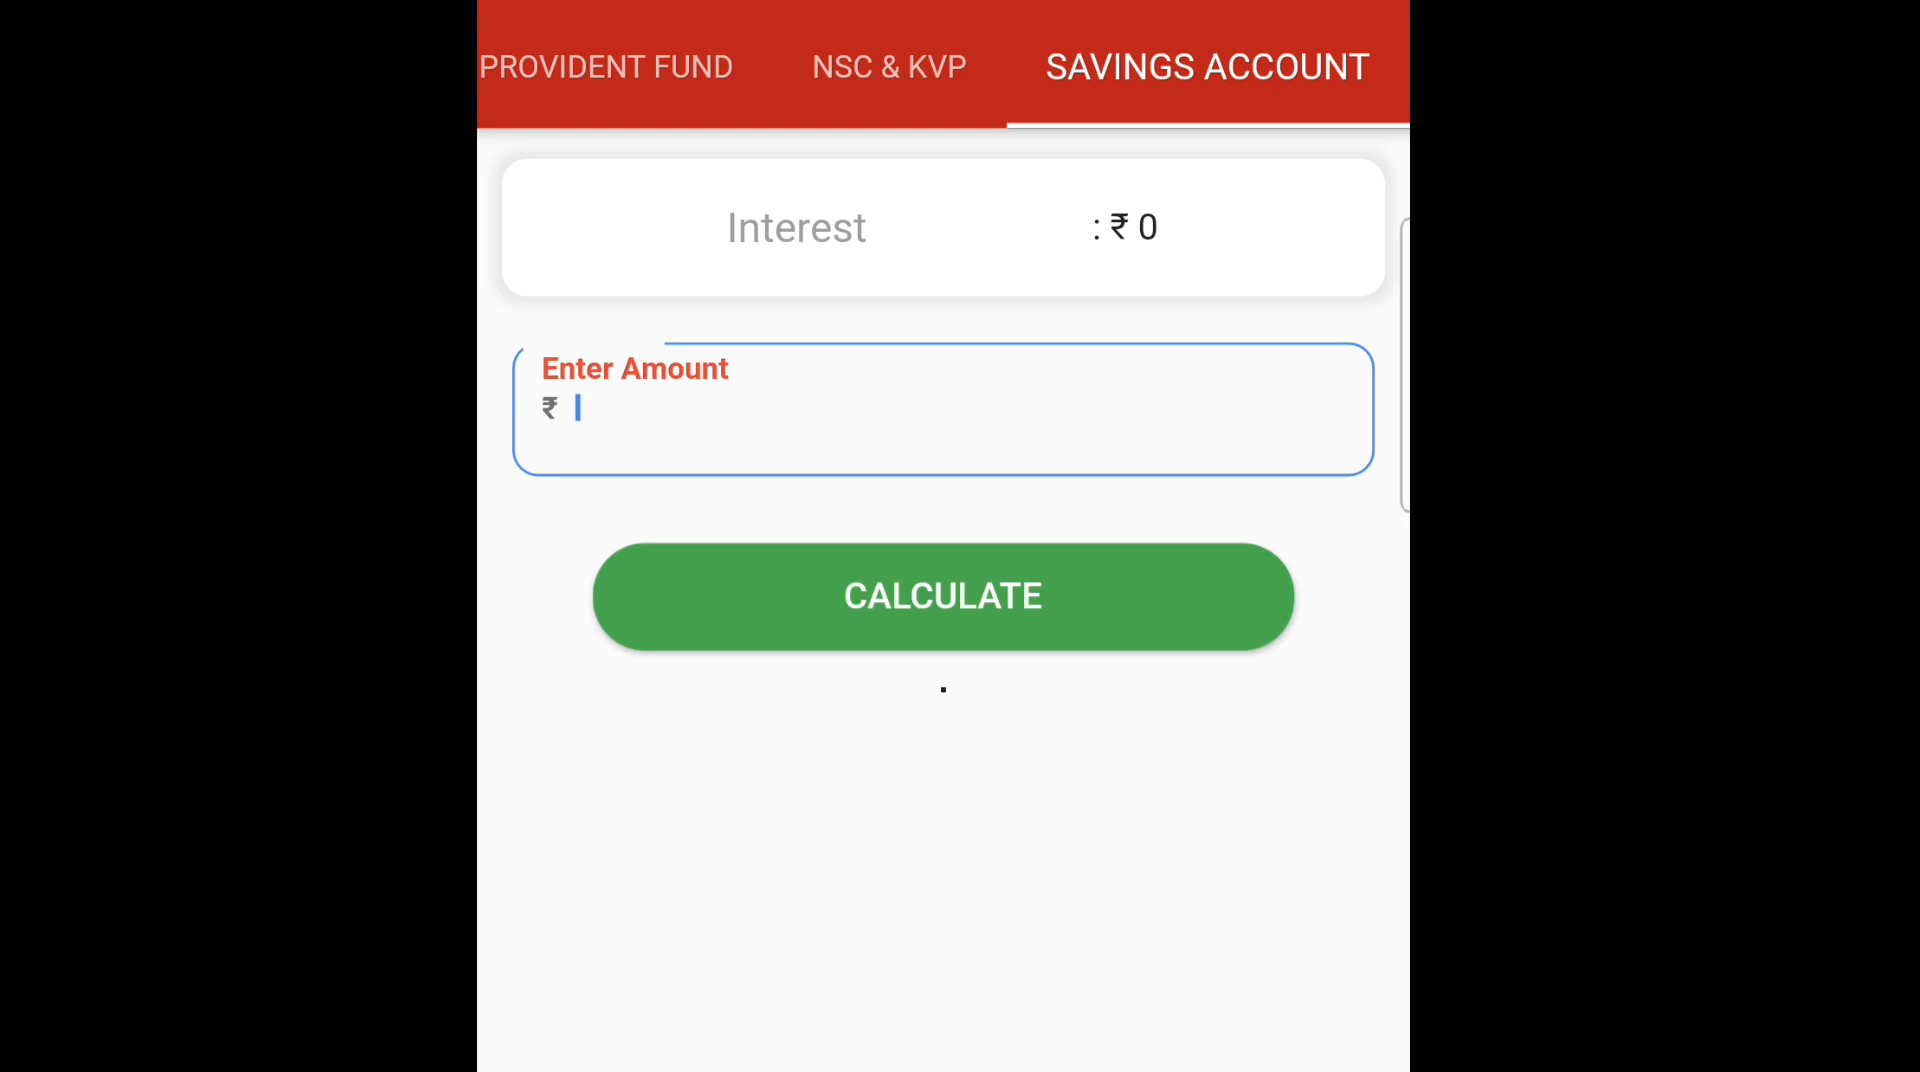 PROVIDENT FUND NSC & KVP SAVINGS ACCOUNT
Interest : ₹ 0
Enter Amount
₹
CALCULATE
.